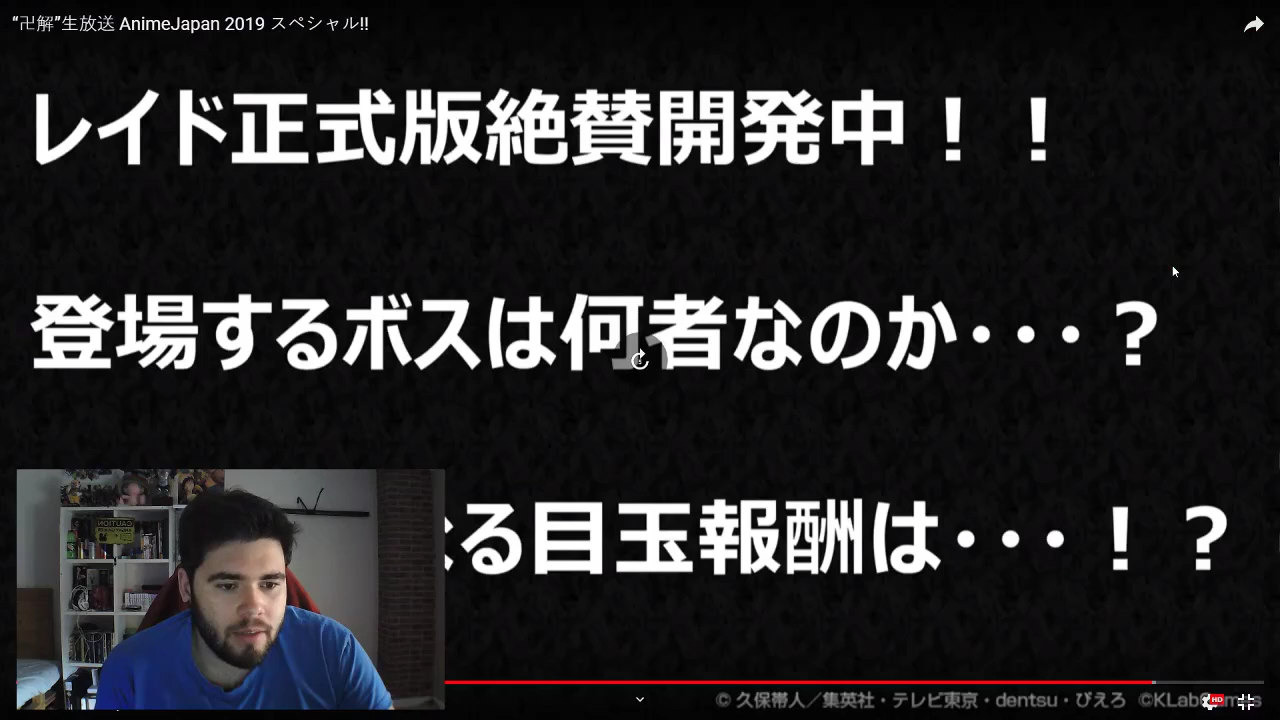 “卍解”生放送 AnimeJapan 2019 スペシャル!!
レイド正式版絶賛開発中！！
登場するボスは何者なのか・・・？
る目玉報酬は・・・！？
CAUTION
© 久保帯人／集英社・テレビ東京・dentsu・ぴえろ ©KLabGames
HD